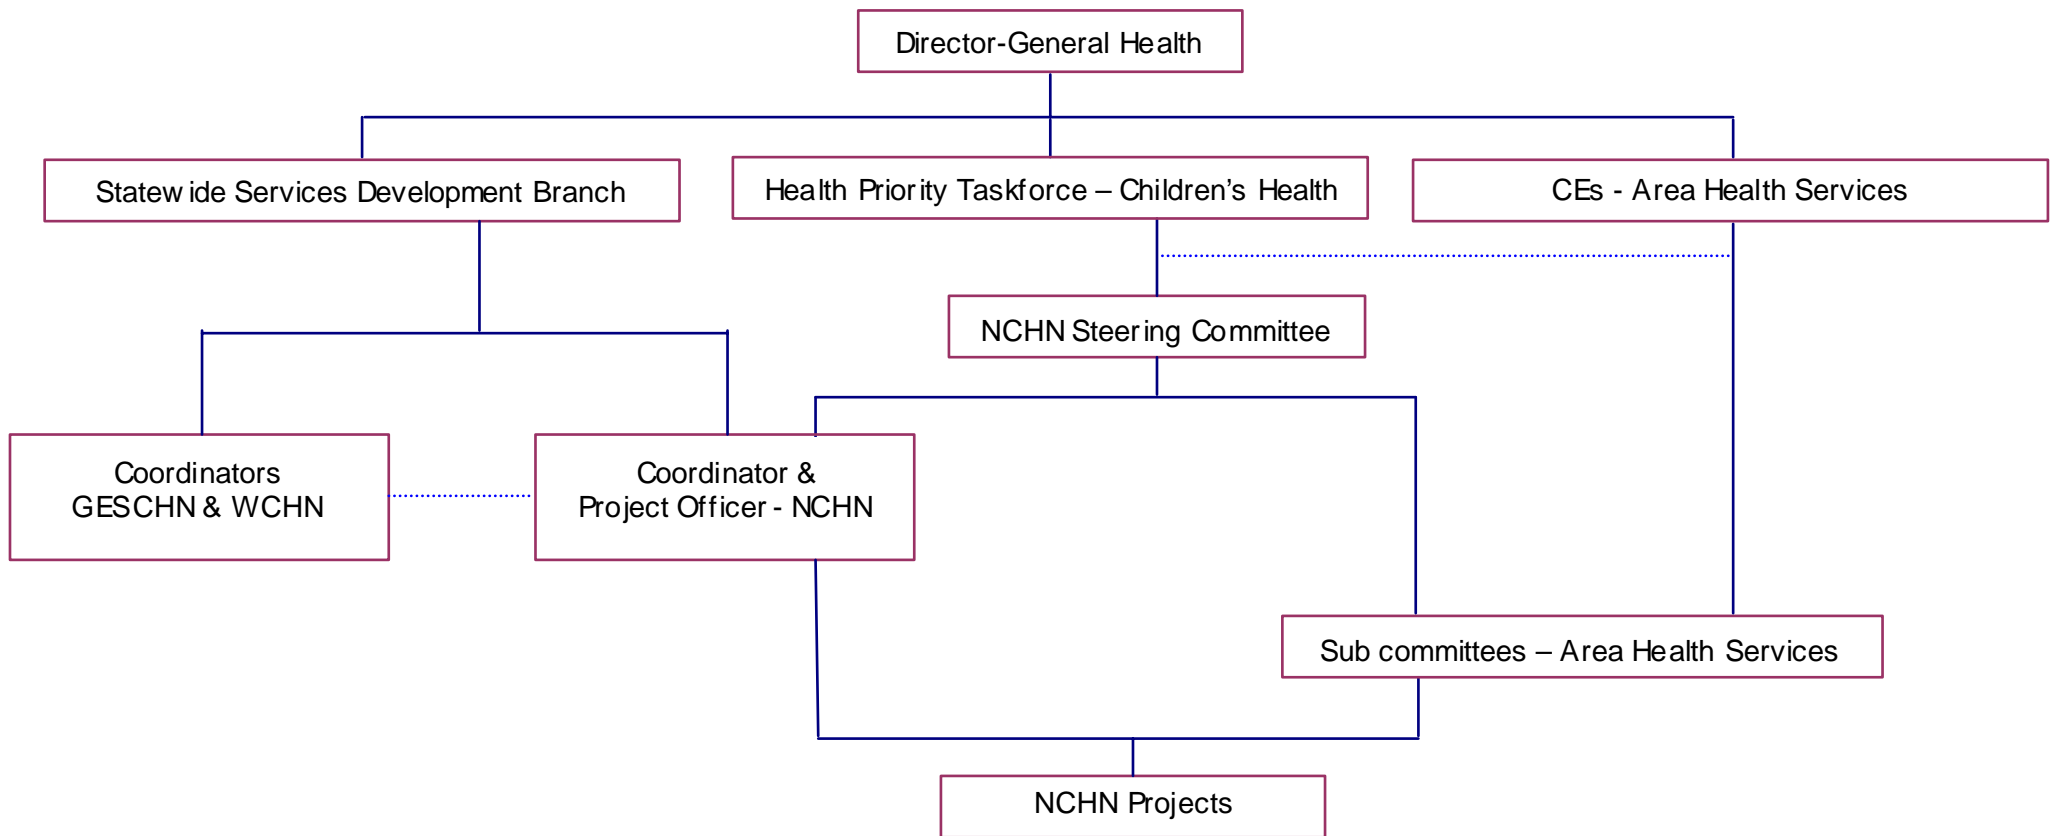 Director-General Health
Statewide Services Development Branch
Health Priority Taskforce – Children’s Health
CEs - Area Health Services
NCHN Steering Committee
Coordinators
GESCHN & WCHN
Coordinator &
Project Officer - NCHN
Sub committees – Area Health Services
NCHN Projects